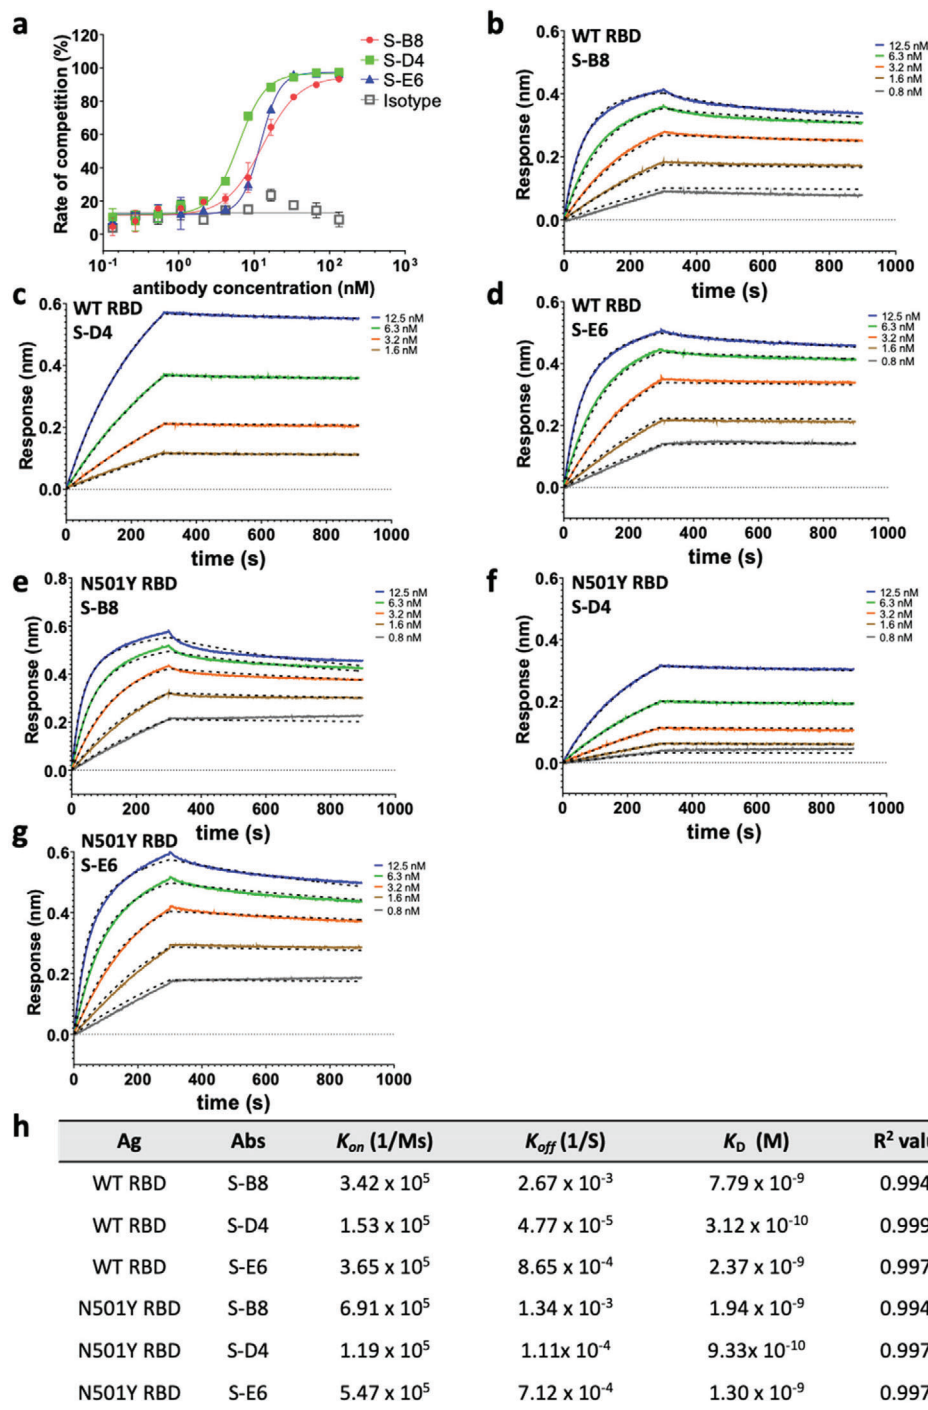 a
120
100
80
60
40
20
0
Rate of competition (%)
S-B8
S-D4
S-E6
Isotype
10-1 100 101 102 103
antibody concentration (nM)
b
WT RBD
S-B8
12.5 nM
6.3 nM
3.2 nM
1.6 nM
0.8 nM
0.6
0.4
0.2
0.0
Response (nm)
0 200 400 600 800 1000
time (s)
c
WT RBD
S-D4
12.5 nM
6.3 nM
3.2 nM
1.6 nM
0.6
0.4
0.2
0.0
Response (nm)
0 200 400 600 800 1000
time (s)
d
WT RBD
S-E6
12.5 nM
6.3 nM
3.2 nM
1.6 nM
0.8 nM
0.6
0.4
0.2
0.0
Response (nm)
0 200 400 600 800 1000
time (s)
e
N501Y RBD
S-B8
12.5 nM
6.3 nM
3.2 nM
1.6 nM
0.8 nM
0.8
0.6
0.4
0.2
0.0
Response (nm)
0 200 400 600 800 1000
time (s)
f
N501Y RBD
S-D4
12.5 nM
6.3 nM
3.2 nM
1.6 nM
0.8 nM
0.6
0.4
0.2
0.0
Response (nm)
0 200 400 600 800 1000
time (s)
g
N501Y RBD
S-E6
12.5 nM
6.3 nM
3.2 nM
1.6 nM
0.8 nM
0.6
0.4
0.2
0.0
Response (nm)
0 200 400 600 800 1000
time (s)
h
Ag Abs Kon (1/Ms) Koff (1/S) KD (M) R2 valu
WT RBD S-B8 3.42 x 105 2.67 x 10-3 7.79 x 10-9 0.994
WT RBD S-D4 1.53 x 105 4.77 x 10-5 3.12 x 10-10 0.999
WT RBD S-E6 3.65 x 105 8.65 x 10-4 2.37 x 10-9 0.997
N501Y RBD S-B8 6.91 x 105 1.34 x 10-3 1.94 x 10-9 0.994
N501Y RBD S-D4 1.19 x 105 1.11x 10-4 9.33x 10-10 0.997
N501Y RBD S-E6 5.47 x 105 7.12 x 10-4 1.30 x 10-9 0.997